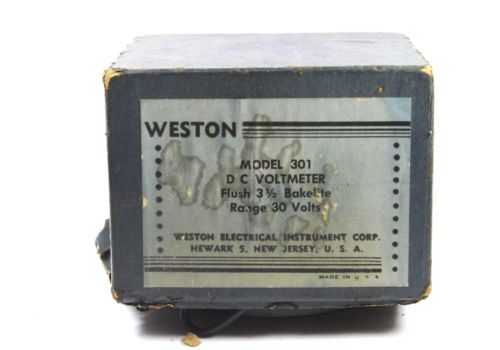 WESTON
MODEL 301
D C VOLTMETER
Flush 3½ Bakelite
Range 30 Volts
WESTON ELECTRICAL INSTRUMENT CORP.
NEWARK 5, NEW JERSEY, U. S. A.
MADE IN U.S.A.